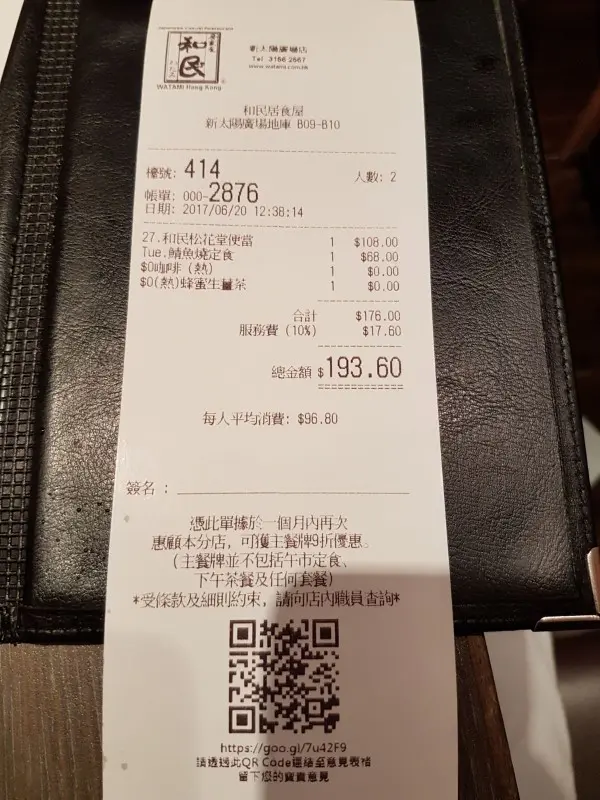 和民
WATAMI Hong Kong
新太陽廣場店
Tel 3186 2667
www.watami.com.hk
和民居食屋
新太陽廣場地庫 B09-B10
檯號: 414 人數: 2
帳單: 000-2876
日期: 2017/06/20 12:38:14
27.和民松花堂便當 1 $108.00
Tue.鯖魚燒定食 1 $68.00
$0咖啡 (熱) 1 $0.00
$0(熱)蜂蜜生薑茶 1 $0.00
合計 $176.00
服務費 (10%) $17.60
總金額 $193.60
每人平均消費: $96.80
簽名 :
憑此單據於一個月內再次
惠顧本分店, 可獲主餐牌9折優惠。
(主餐牌並不包括午市定食、
下午茶餐及任何套餐)
*受條款及細則約束, 請向店內職員查詢*
https://goo.gl/7u42F9
請透過此QR Code連結至意見表格
留下您的寶貴意見